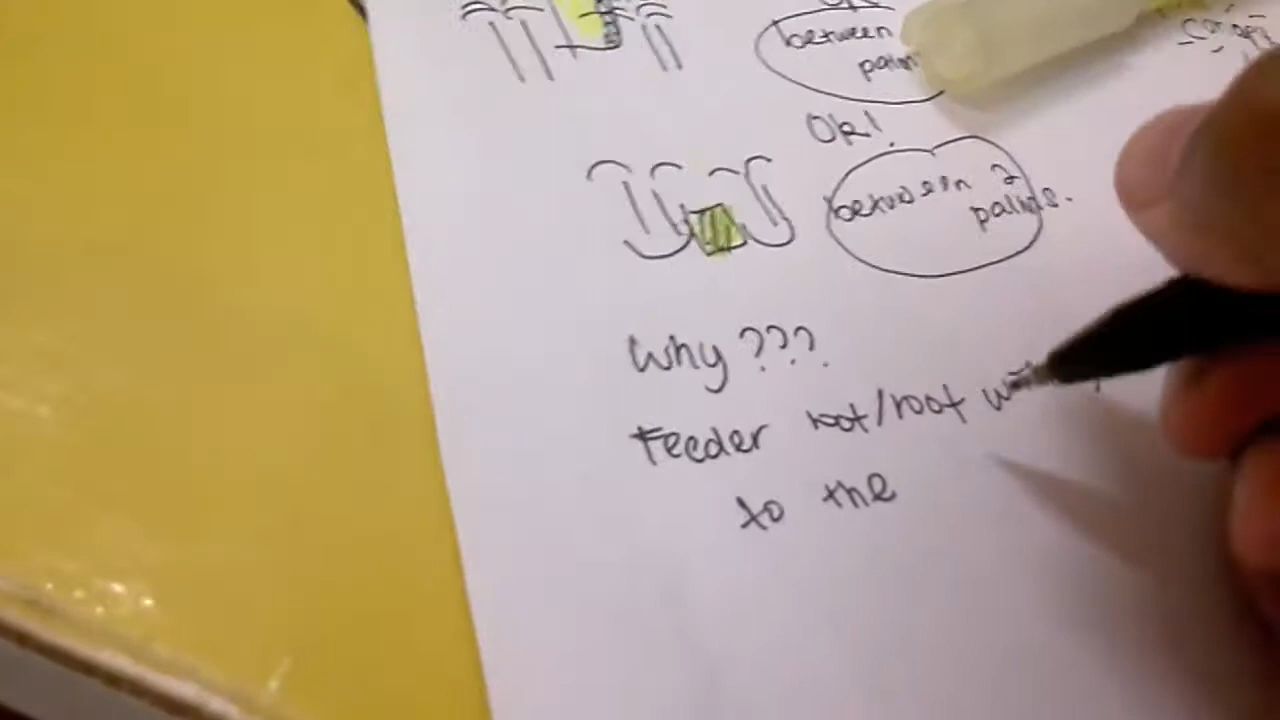 between
palm
Ok!
between 2
palms.
Why ???
Feeder root/root
to the